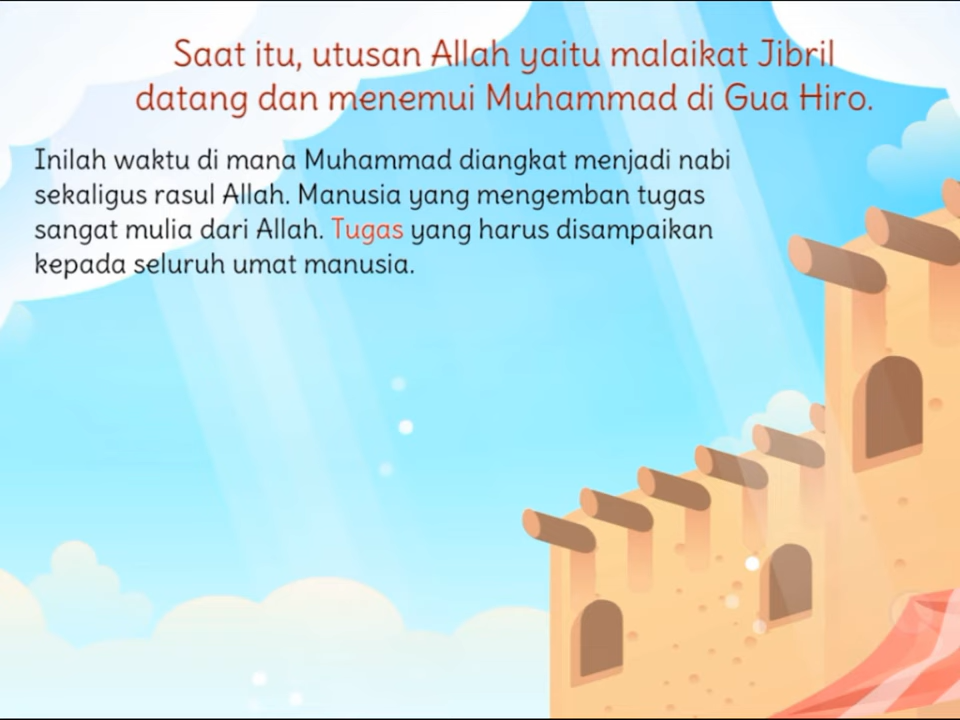 Saat itu, utusan Allah yaitu malaikat Jibril
datang dan menemui Muhammad di Gua Hiro.
Inilah waktu di mana Muhammad diangkat menjadi nabi
sekaligus rasul Allah. Manusia yang mengemban tugas
sangat mulia dari Allah. Tugas yang harus disampaikan
kepada seluruh umat manusia.